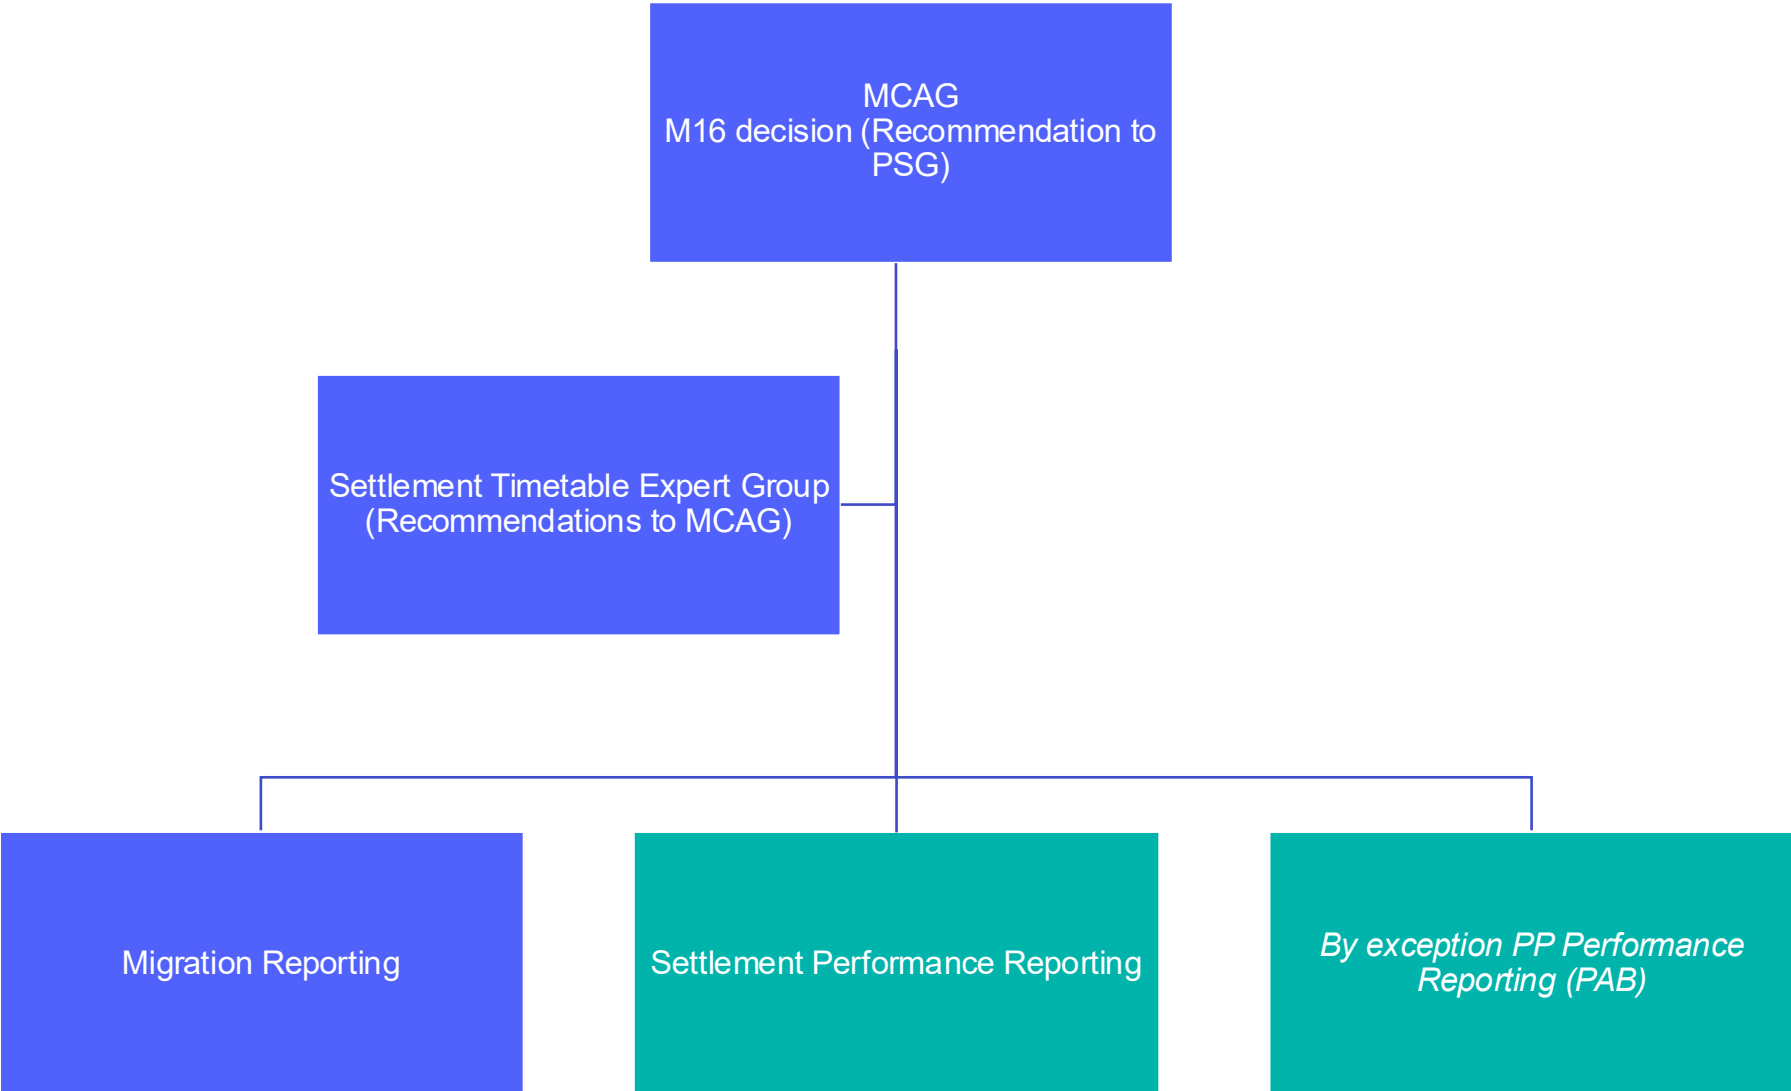 MCAG
M16 decision (Recommendation to
PSG)
Settlement Timetable Expert Group
(Recommendations to MCAG)
Migration Reporting
Settlement Performance Reporting
By exception PP Performance
Reporting (PAB)